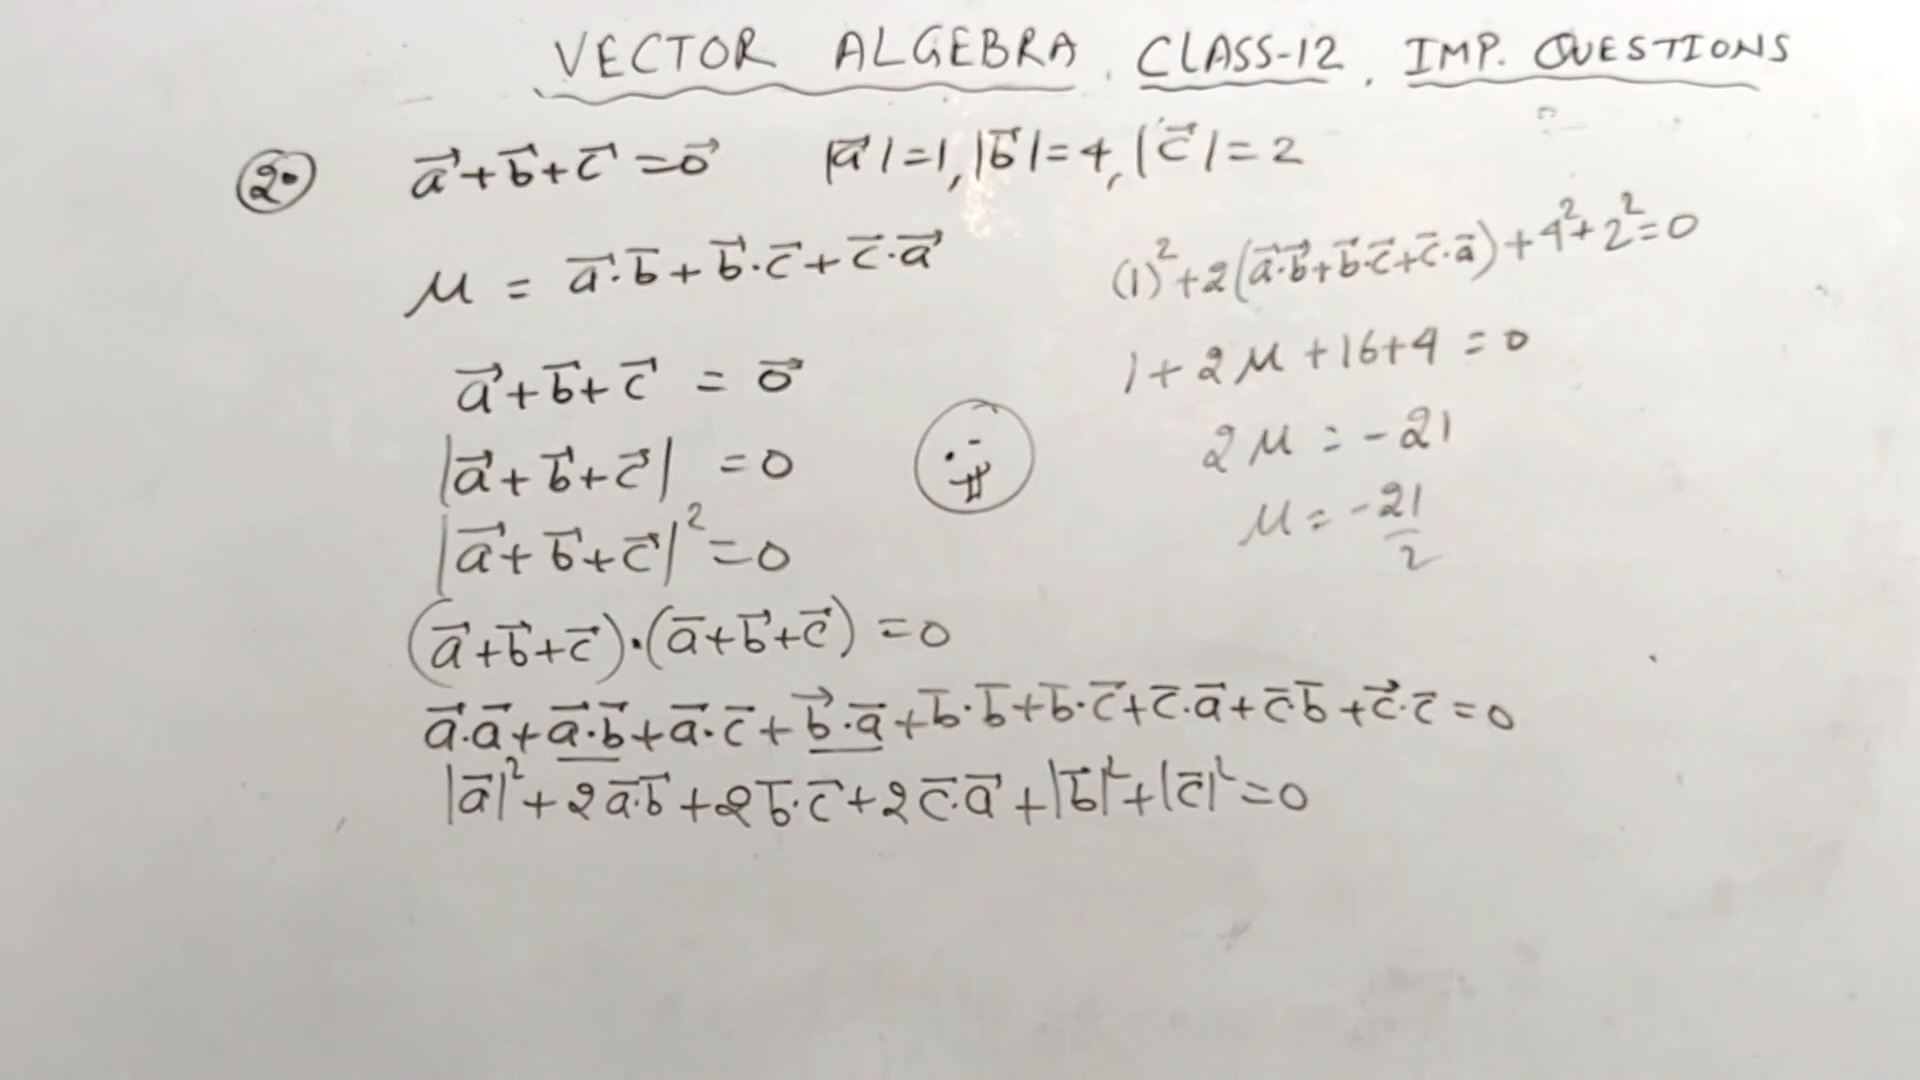 VECTOR ALGEBRA, CLASS-12, IMP. QUESTIONS
2. a⃗+b⃗+c⃗ = 0⃗ |a⃗|=1, |b⃗|=4, |c⃗|=2
μ = a⃗·b⃗+b⃗·c⃗+c⃗·a⃗
a⃗+b⃗+c⃗ = 0⃗
|a⃗+b⃗+c⃗| = 0
|a⃗+b⃗+c⃗|² = 0
(a⃗+b⃗+c⃗)·(a⃗+b⃗+c⃗) = 0
a⃗·a⃗+a⃗·b⃗+a⃗·c⃗+b⃗·a⃗+b⃗·b⃗+b⃗·c⃗+c⃗·a⃗+c⃗·b⃗+c⃗·c⃗ = 0
|a⃗|²+2a⃗·b⃗+2b⃗·c⃗+2c⃗·a⃗+|b⃗|²+|c⃗|² = 0
(1)²+2(a⃗·b⃗+b⃗·c⃗+c⃗·a⃗)+4²+2²=0
1+2μ+16+4 = 0
2μ = -21
μ = -21/2